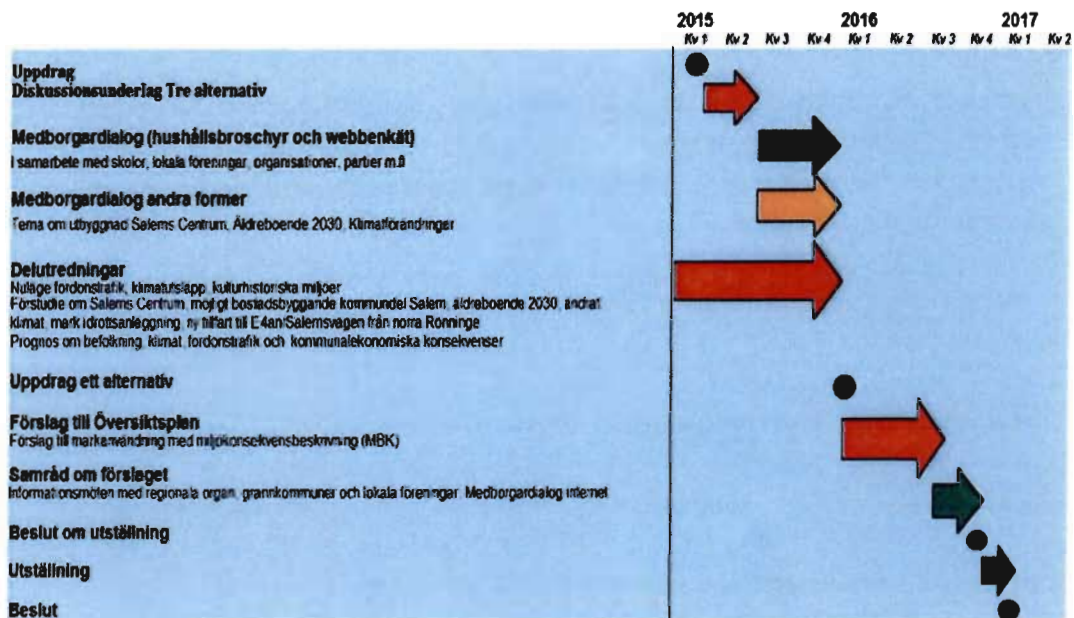 2015 2016 2017
Kv 1 Kv 2 Kv 3 Kv 4 Kv 1 Kv 2 Kv 3 Kv 4 Kv 1 Kv 2
Uppdrag
Diskussionsunderlag Tre alternativ
Medborgardialog (hushållsbroschyr och webbenkät)
I samarbete med skolor, lokala föreningar, organisationer, partier m.fl
Medborgardialog andra former
Tema om utbyggnad Salems Centrum, Äldreboende 2030, Klimatförändringar
Delutredningar
Nuläge fordonstrafik, klimatutsläpp, kulturhistoriska miljöer
Förstudie om Salems Centrum, möjligt bostadsbyggande kommundel Salem, äldreboende 2030, ändrat
klimat, mark idrottsanläggning, ny tillfart till E4an/Salemsvägen från norra Rönninge
Prognos om befolkning, klimat, fordonstrafik och kommunalekonomiska konsekvenser
Uppdrag ett alternativ
Förslag till Översiktsplan
Förslag till markanvändning med miljökonsekvensbeskrivning (MBK)
Samråd om förslaget
Informationsmöten med regionala organ, grannkommuner och lokala föreningar. Medborgardialog internet
Beslut om utställning
Utställning
Beslut